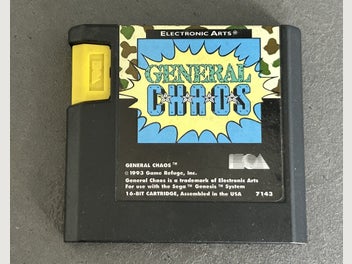 ELECTRONIC ARTS®
GENERAL
CHAOS
GENERAL CHAOS™
©1993 Game Refuge, Inc.
General Chaos is a trademark of Electronic Arts
For use with the Sega™ Genesis™ System
16-BIT CARTRIDGE, Assembled in the USA 7143